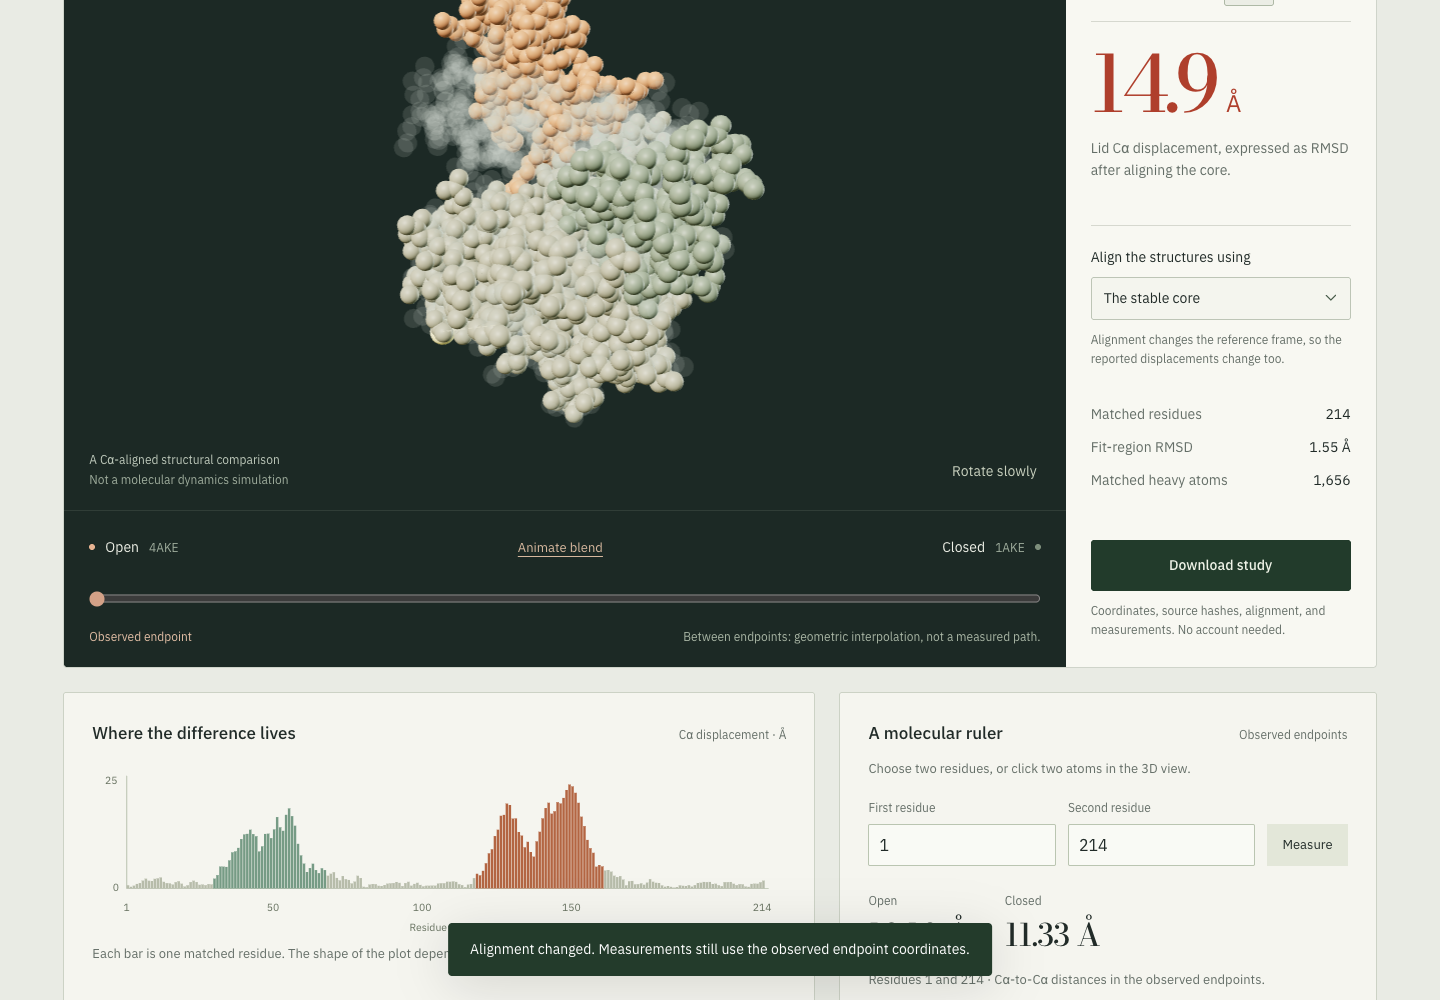 14.9 Å
Lid Cα displacement, expressed as RMSD
after aligning the core.
Align the structures using
The stable core
Alignment changes the reference frame, so the
reported displacements change too.
Matched residues 214
Fit-region RMSD 1.55 Å
Matched heavy atoms 1,656
Download study
Coordinates, source hashes, alignment, and
measurements. No account needed.
A Cα-aligned structural comparison
Not a molecular dynamics simulation
Rotate slowly
Open 4AKE
Animate blend
Closed 1AKE
Observed endpoint
Between endpoints: geometric interpolation, not a measured path.
Where the difference lives
Cα displacement · Å
25
0
1 50 100 150 214
Residue
Each bar is one matched residue. The shape of the plot
A molecular ruler
Observed endpoints
Choose two residues, or click two atoms in the 3D view.
First residue
Second residue
1
214
Measure
Open
Closed
Å
11.33 Å
Residues 1 and 214 · Cα-to-Cα distances in the observed endpoints.
Alignment changed. Measurements still use the observed endpoint coordinates.